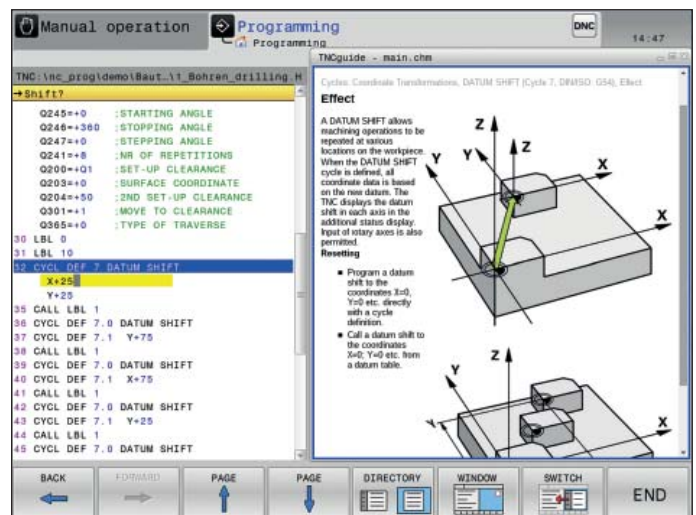 Manual operation
Programming
Programming
DNC
14:47
TNC:\nc_prog\demo\Baut…\1_Bohren_drilling.H
→Shift?
Q245=+0 ;STARTING ANGLE
Q246=+360 ;STOPPING ANGLE
Q247=+0 ;STEPPING ANGLE
Q241=+8 ;NR OF REPETITIONS
Q200=+Q1 ;SET-UP CLEARANCE
Q203=+0 ;SURFACE COORDINATE
Q204=+50 ;2ND SET-UP CLEARANCE
Q301=+1 ;MOVE TO CLEARANCE
Q365=+0 ;TYPE OF TRAVERSE
30 LBL 0
31 LBL 10
32 CYCL DEF 7 DATUM SHIFT
X+25
Y+25
35 CALL LBL 1
36 CYCL DEF 7.0 DATUM SHIFT
37 CYCL DEF 7.1 Y+75
38 CALL LBL 1
39 CYCL DEF 7.0 DATUM SHIFT
40 CYCL DEF 7.1 X+75
41 CALL LBL 1
42 CYCL DEF 7.0 DATUM SHIFT
43 CYCL DEF 7.1 Y+25
44 CALL LBL 1
45 CYCL DEF 7.0 DATUM SHIFT
TNCguide - main.chm
Cycles: Coordinate Transformations, DATUM SHIFT (Cycle 7, DIN/ISO: G54), Effect
Effect
A DATUM SHIFT allows
machining operations to be
repeated at various
locations on the workpiece.
When the DATUM SHIFT
cycle is defined, all
coordinate data is based
on the new datum. The
TNC displays the datum
shift in each axis in the
additional status display.
Input of rotary axes is also
permitted.
Resetting
■ Program a datum
shift to the
coordinates X=0,
Y=0 etc. directly
with a cycle
definition.
■ Call a datum shift to
the coordinates
X=0; Y=0 etc. from
a datum table.
Z
Z
Y
Y
X
X
Z
Y
Y
X
BACK
FORWARD
PAGE
PAGE
DIRECTORY
WINDOW
SWITCH
END